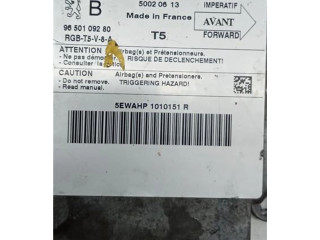 B
5002 06 13
IMPERATIF
Made in France
AVANT
96 501 092 80
FORWARD
RGB-T5-V-8-A
T5
ATTENTION Airbag(s) et Prétensionneurs.
- Ne pas démonter RISQUE DE DECLENCHEMENT!
- Consulter la
CAUTION Airbag(s) and Pretensioners.
- Do not remove. TRIGGERING HAZARD!
- Read manual.
5EWAHP 1010151 R